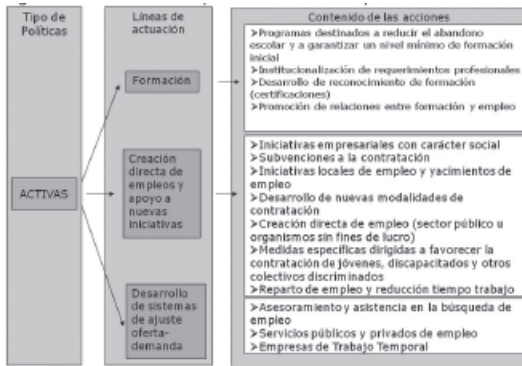 Tipo de
Políticas
Líneas de
actuación
Contenido de las acciones
ACTIVAS
Formación
➢Programas destinados a reducir el abandono
escolar y a garantizar un nivel mínimo de formación
inicial
➢Institucionalización de requerimientos profesionales
➢Desarrollo de reconocimiento de formación
(certificaciones)
➢Promoción de relaciones entre formación y empleo
Creación
directa de
empleos y
apoyo a
nuevas
iniciativas
➢Iniciativas empresariales con carácter social
➢Subvenciones a la contratación
➢Iniciativas locales de empleo y yacimientos de
empleo
➢Desarrollo de nuevas modalidades de
contratación
➢Creación directa de empleo (sector público u
organismos sin fines de lucro)
➢Medidas específicas dirigidas a favorecer la
contratación de jóvenes, discapacitados y otros
colectivos discriminados
➢Reparto de empleo y reducción tiempo trabajo
Desarrollo
de sistemas
de ajuste
oferta-
demanda
➢Asesoramiento y asistencia en la búsqueda de
empleo
➢Servicios públicos y privados de empleo
➢Empresas de Trabajo Temporal